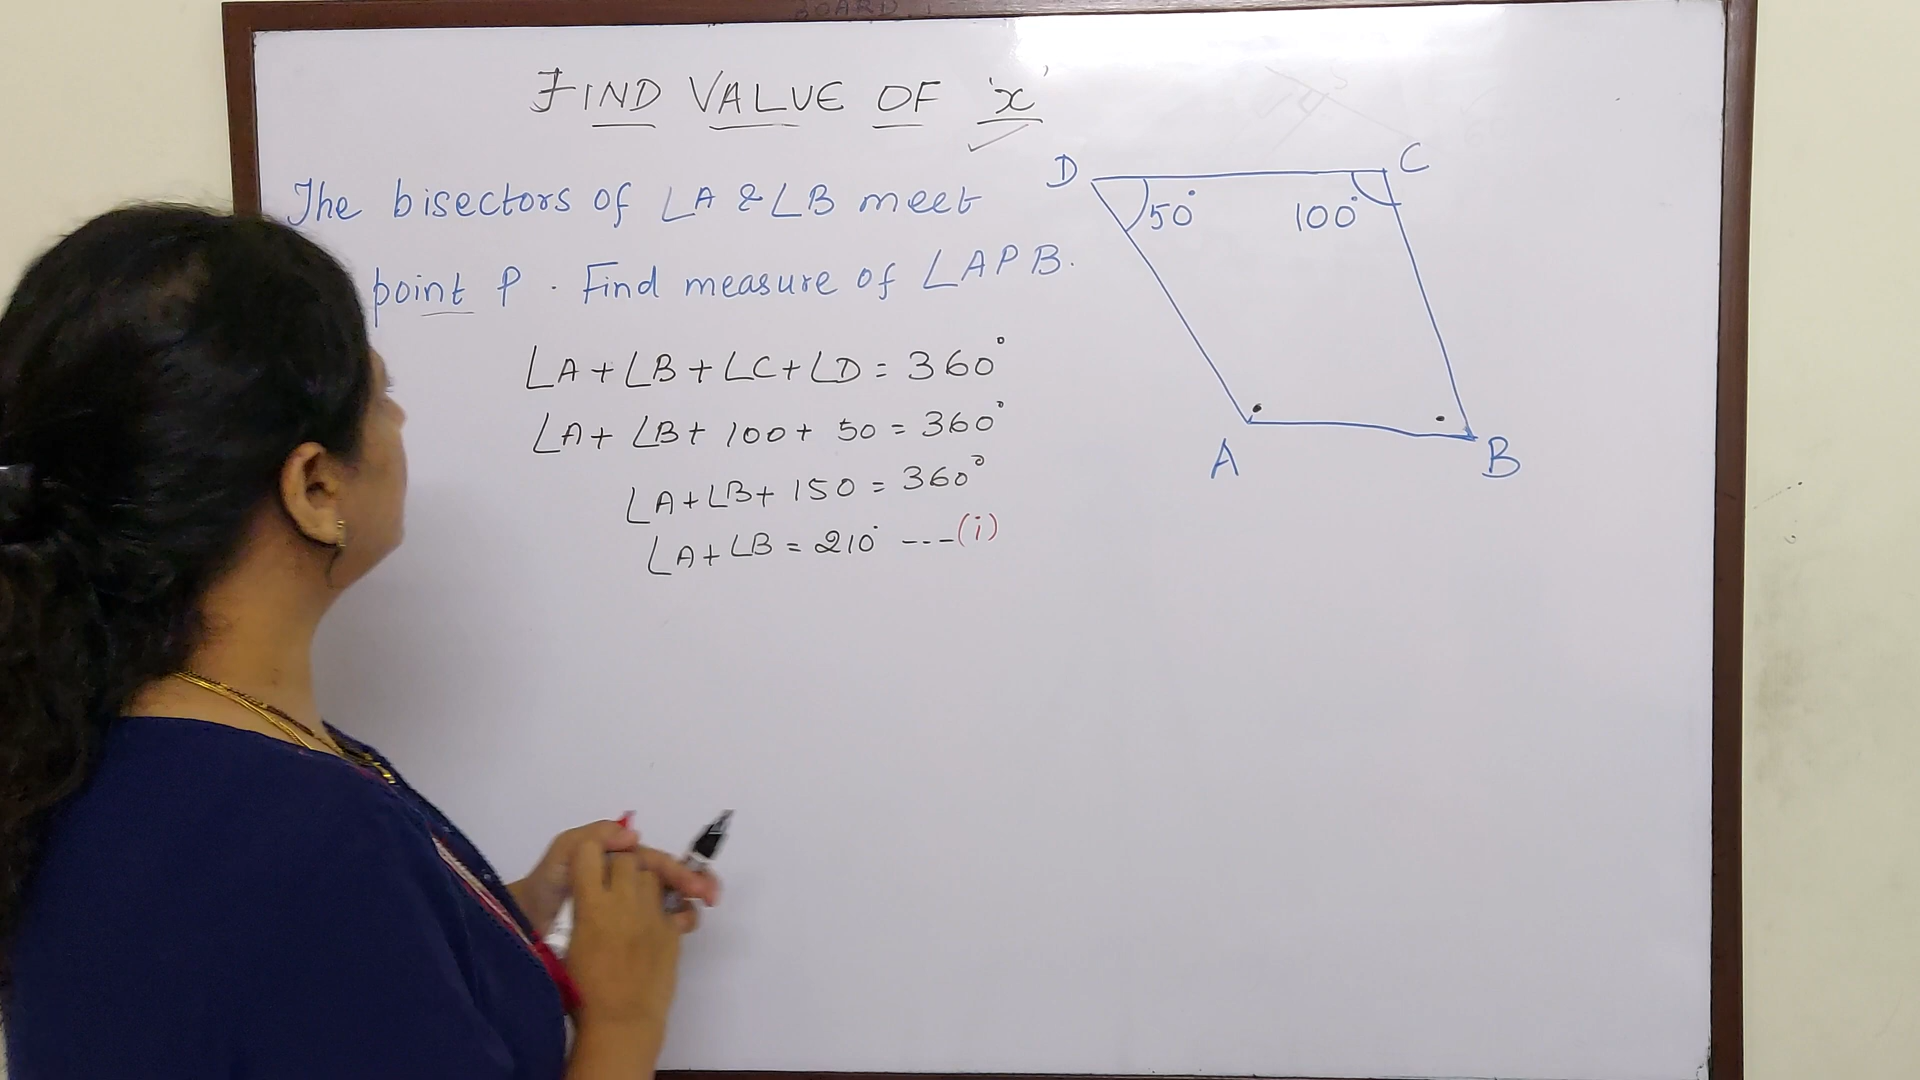 BOARD
FIND VALUE OF 'x'
The bisectors of ∠A & ∠B meet
point P. Find measure of ∠APB.
∠A + ∠B + ∠C + ∠D = 360°
∠A + ∠B + 100 + 50 = 360°
∠A + ∠B + 150 = 360°
∠A + ∠B = 210° ---(i)
D
C
50°
100°
A
B